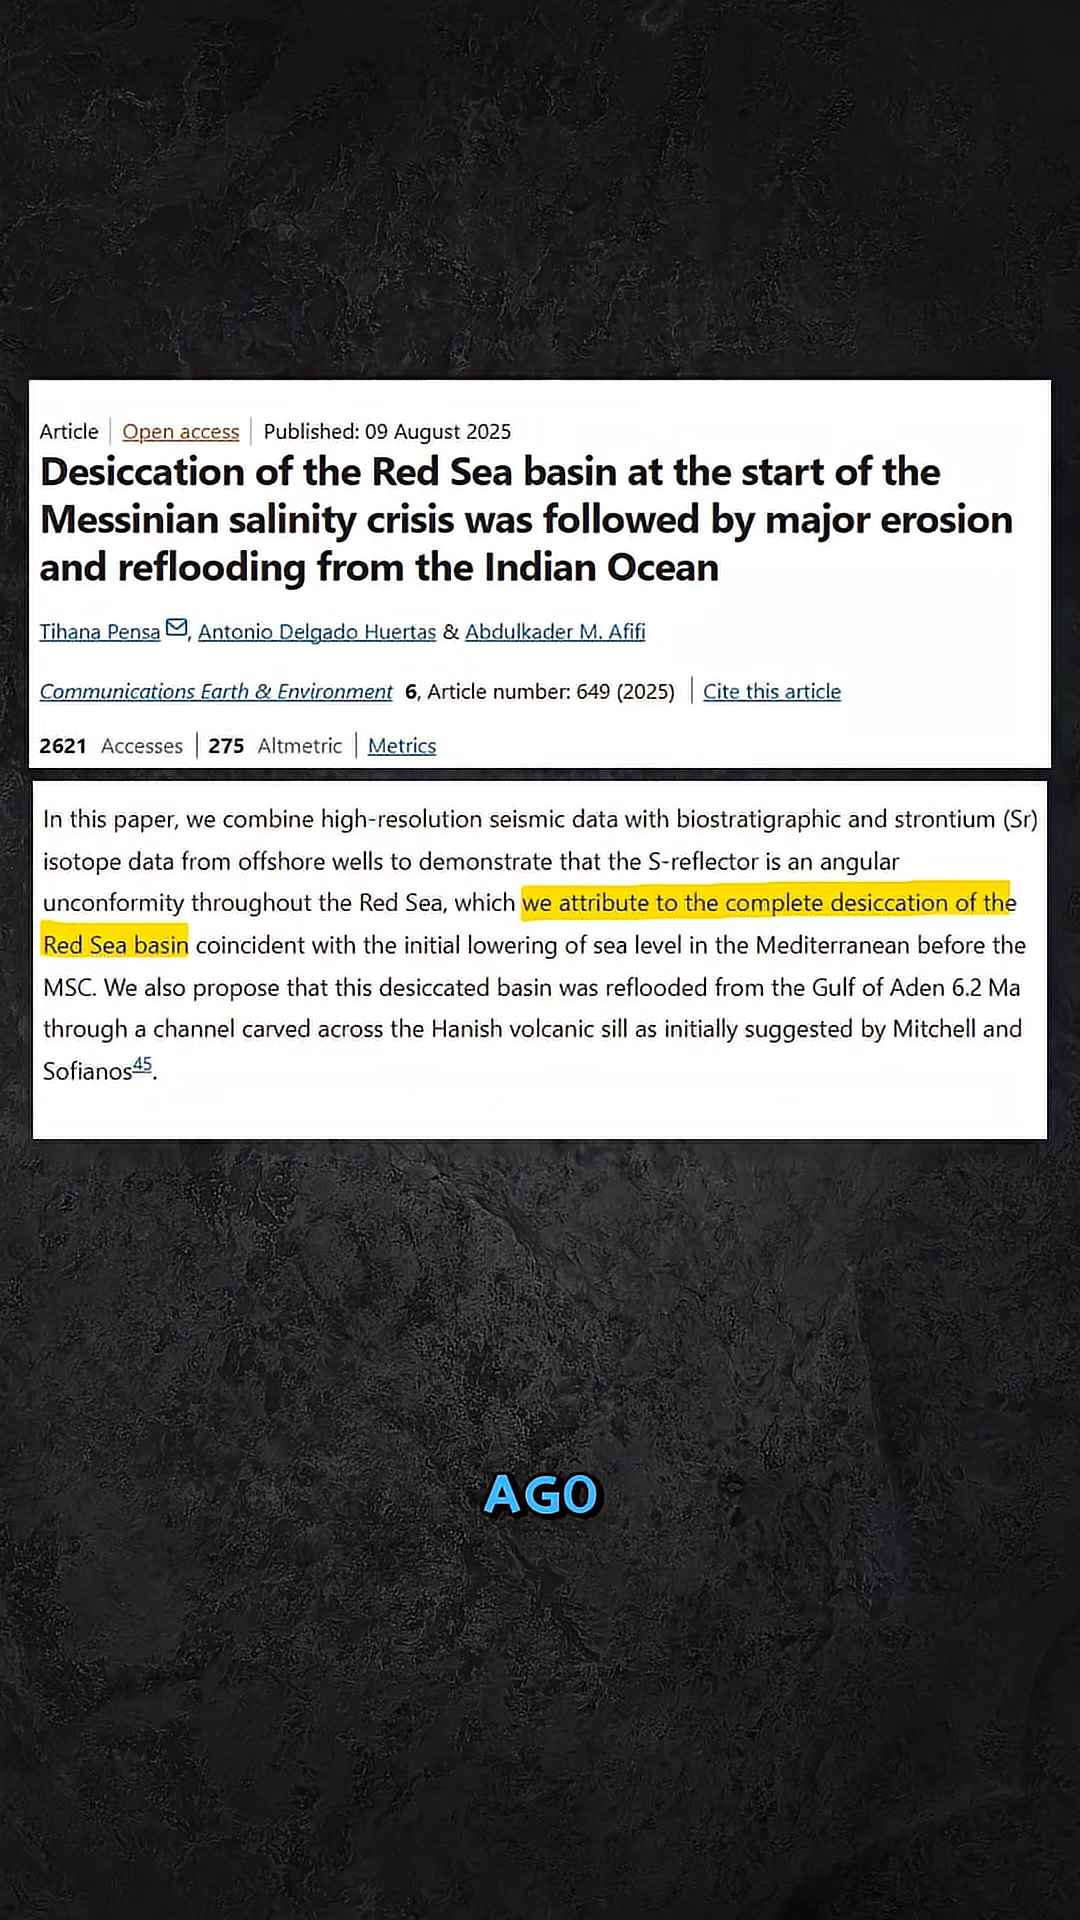 Article | Open access | Published: 09 August 2025
Desiccation of the Red Sea basin at the start of the
Messinian salinity crisis was followed by major erosion
and reflooding from the Indian Ocean
Tihana Pensa, Antonio Delgado Huertas & Abdulkader M. Afifi
Communications Earth & Environment 6, Article number: 649 (2025) | Cite this article
2621 Accesses | 275 Altmetric | Metrics
In this paper, we combine high-resolution seismic data with biostratigraphic and strontium (Sr)
isotope data from offshore wells to demonstrate that the S-reflector is an angular
unconformity throughout the Red Sea, which we attribute to the complete desiccation of the
Red Sea basin coincident with the initial lowering of sea level in the Mediterranean before the
MSC. We also propose that this desiccated basin was reflooded from the Gulf of Aden 6.2 Ma
through a channel carved across the Hanish volcanic sill as initially suggested by Mitchell and
Sofianos45.
AGO